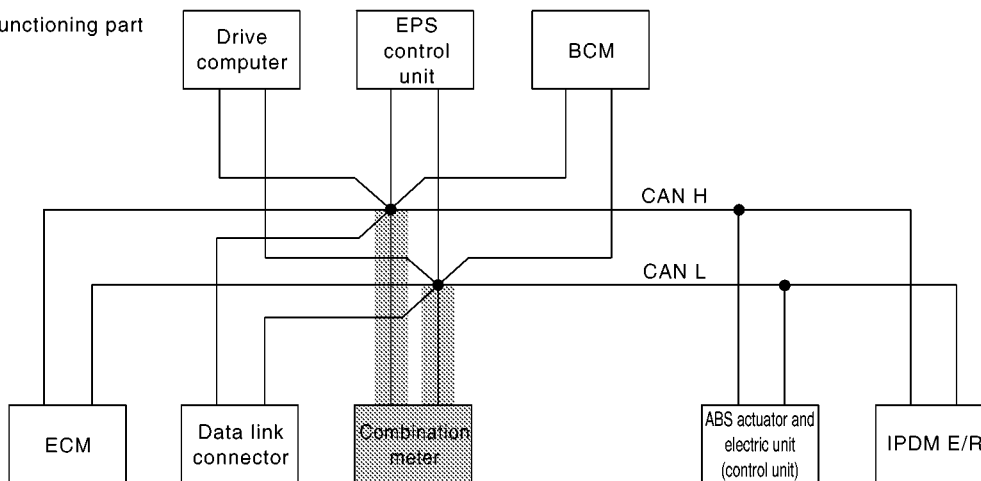 unctioning part
Drive
computer
EPS
control
unit
BCM
CAN H
CAN L
ECM
Data link
connector
Combination
meter
ABS actuator and
electric unit
(control unit)
IPDM E/R